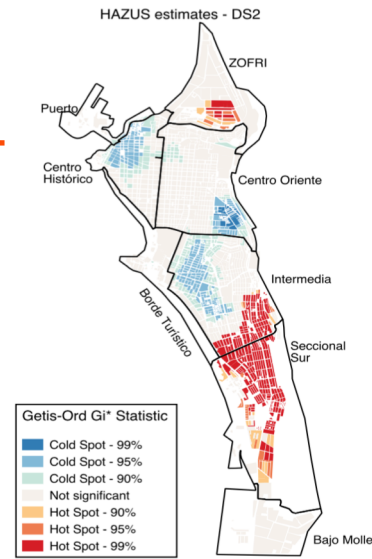 HAZUS estimates - DS2
ZOFRI
Puerto
Centro
Histórico
Centro Oriente
Intermedia
Borde Turístico
Seccional
Sur
Getis-Ord Gi* Statistic
Cold Spot - 99%
Cold Spot - 95%
Cold Spot - 90%
Not significant
Hot Spot - 90%
Hot Spot - 95%
Hot Spot - 99%
Bajo Molle